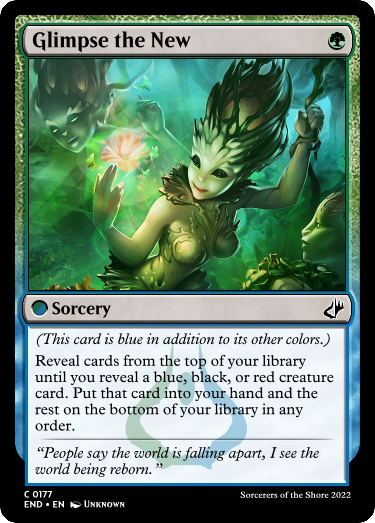 Glimpse the New
Sorcery
(This card is blue in addition to its other colors.)
Reveal cards from the top of your library
until you reveal a blue, black, or red creature
card. Put that card into your hand and the
rest on the bottom of your library in any
order.
“People say the world is falling apart, I see the
world being reborn.”
C 0177
END • EN Unknown
Sorcerers of the Shore 2022